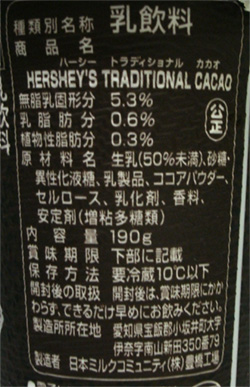 種類別名称 乳飲料
商品名
ハーシー トラディショナル カカオ
HERSHEY'S TRADITIONAL CACAO
無脂乳固形分 5.3%
乳脂肪分 0.6%
植物性脂肪分 0.3%
公正
原材料名 生乳(50%未満)、砂糖・
異性化液糖、乳製品、ココアパウダー、
セルロース、乳化剤、香料、
安定剤(増粘多糖類)
内容量 190g
賞味期限 下部に記載
保存方法 要冷蔵10℃以下
開封後の取扱 開封後は、賞味期限にかか
わらず、できるだけ早めにお飲みください。
製造所所在地 愛知県宝飯郡小坂井町大字
伊奈字南山新田350番79
製造者 日本ミルクコミュニティ(株)豊橋工場
乳飲料